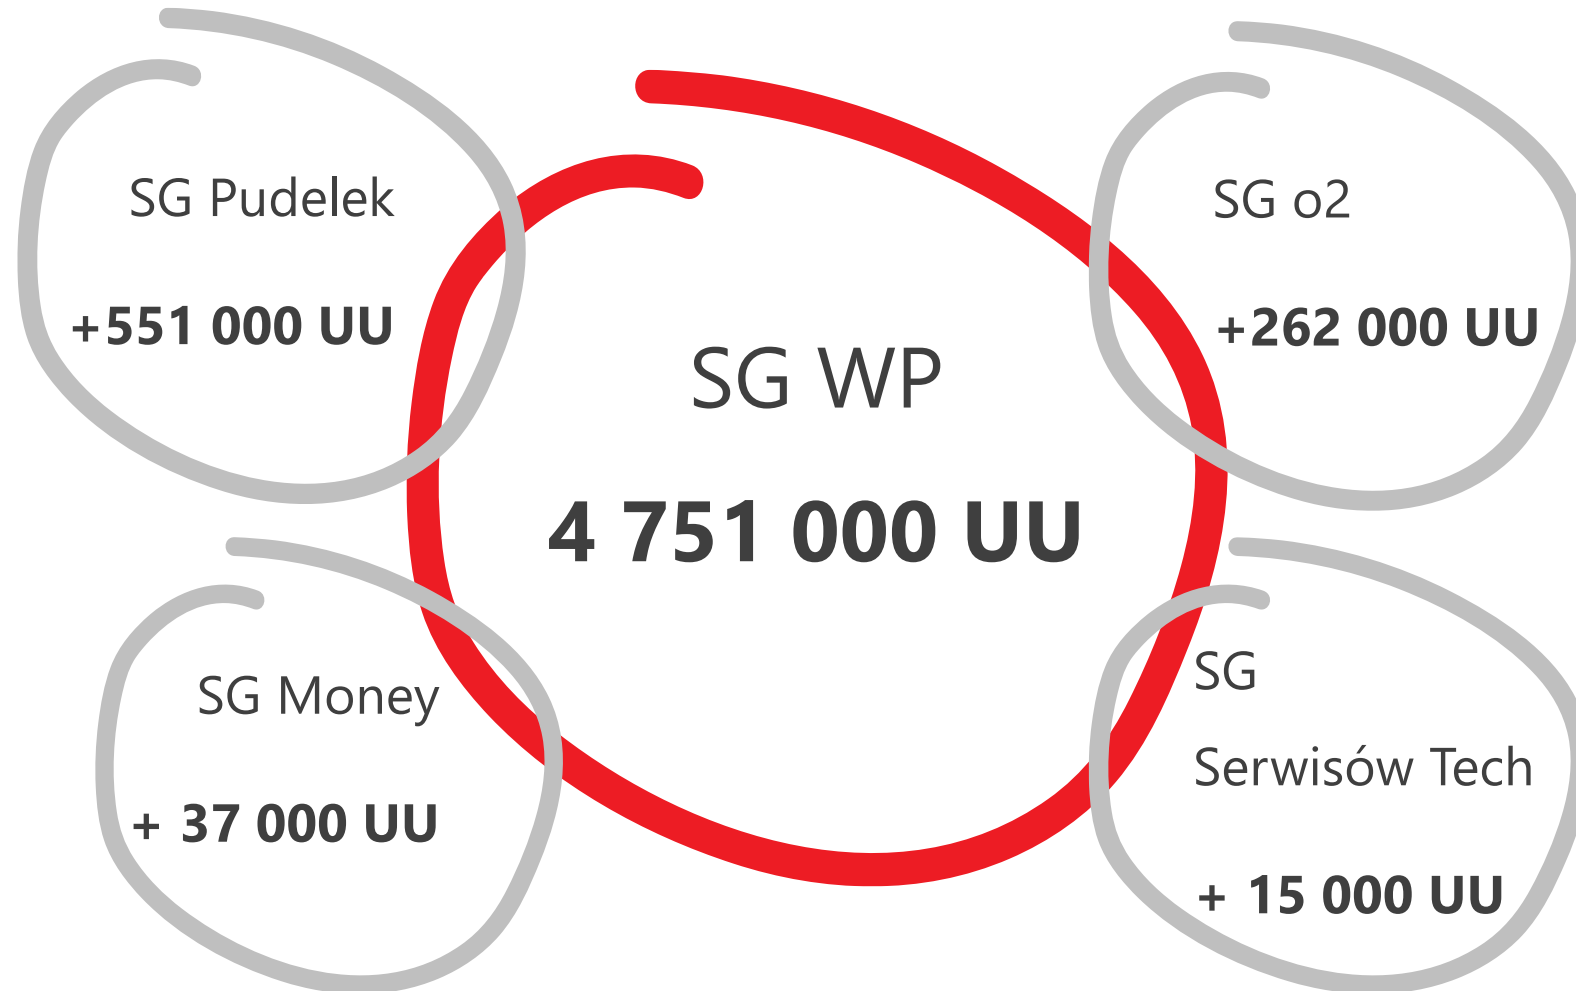 SG Pudelek
+551 000 UU
SG o2
+262 000 UU
SG WP
4 751 000 UU
SG Money
+ 37 000 UU
SG
Serwisów Tech
+ 15 000 UU